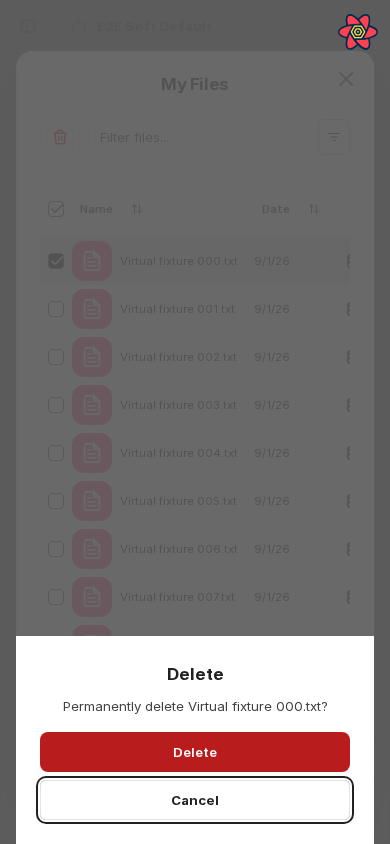 E2E Soft Default
My Files
Filter files...
Name Date
Virtual fixture 000.txt 9/1/26
Virtual fixture 001.txt 9/1/26
Virtual fixture 002.txt 9/1/26
Virtual fixture 003.txt 9/1/26
Virtual fixture 004.txt 9/1/26
Virtual fixture 005.txt 9/1/26
Virtual fixture 006.txt 9/1/26
Virtual fixture 007.txt 9/1/26
Delete
Permanently delete Virtual fixture 000.txt?
Delete
Cancel